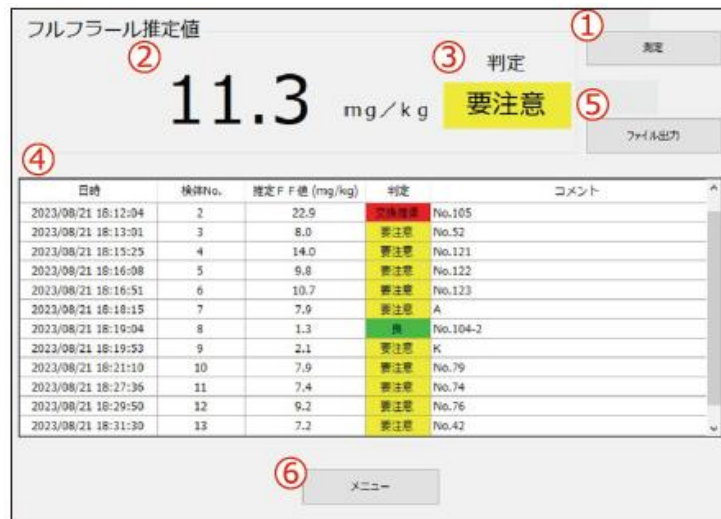 フルフラール推定値
①
測定
②
11.3 mg/kg
③ 判定
要注意
⑤
ファイル出力
④
日時 検体No. 推定FF値 (mg/kg) 判定 コメント
2023/08/21 18:12:04 2 22.9 交換推奨 No.105
2023/08/21 18:13:01 3 8.0 要注意 No.52
2023/08/21 18:15:25 4 14.0 要注意 No.121
2023/08/21 18:16:08 5 9.8 要注意 No.122
2023/08/21 18:16:51 6 10.7 要注意 No.123
2023/08/21 18:18:15 7 7.9 要注意 A
2023/08/21 18:19:04 8 1.3 良 No.104-2
2023/08/21 18:19:53 9 2.1 要注意 K
2023/08/21 18:21:10 10 7.9 要注意 No.79
2023/08/21 18:27:36 11 7.4 要注意 No.74
2023/08/21 18:29:50 12 9.2 要注意 No.76
2023/08/21 18:31:30 13 7.2 要注意 No.42
⑥
メニュー